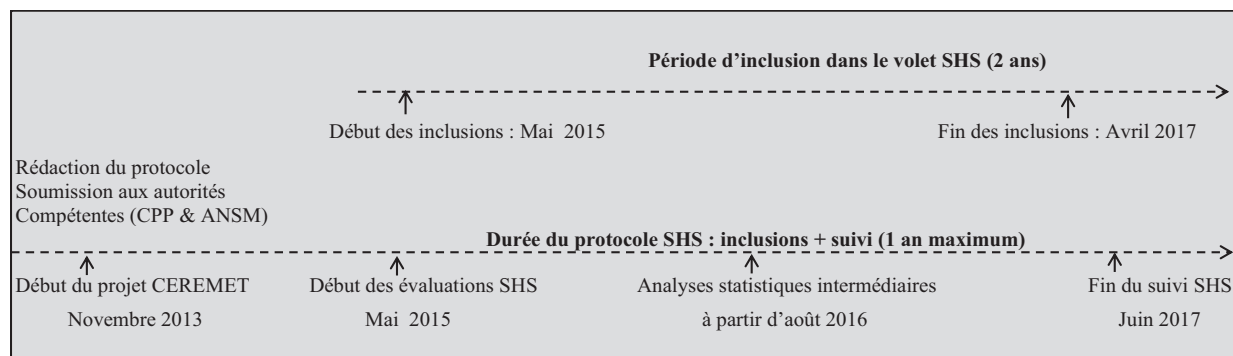 Période d'inclusion dans le volet SHS (2 ans)
Début des inclusions : Mai 2015
Fin des inclusions : Avril 2017
Rédaction du protocole
Soumission aux autorités
Compétentes (CPP & ANSM)
Durée du protocole SHS : inclusions + suivi (1 an maximum)
Début du projet CEREMET
Novembre 2013
Début des évaluations SHS
Mai 2015
Analyses statistiques intermédiaires
à partir d'août 2016
Fin du suivi SHS
Juin 2017